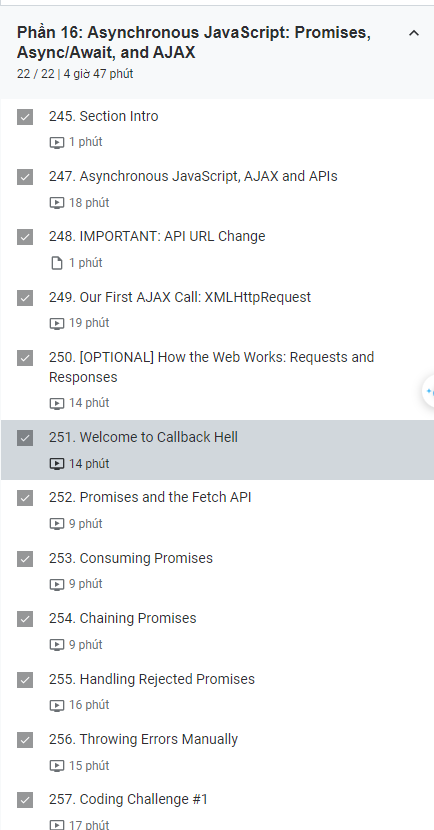 Phần 16: Asynchronous JavaScript: Promises,
Async/Await, and AJAX
22 / 22 | 4 giờ 47 phút
245. Section Intro
1 phút
247. Asynchronous JavaScript, AJAX and APIs
18 phút
248. IMPORTANT: API URL Change
1 phút
249. Our First AJAX Call: XMLHttpRequest
19 phút
250. [OPTIONAL] How the Web Works: Requests and
Responses
14 phút
251. Welcome to Callback Hell
14 phút
252. Promises and the Fetch API
9 phút
253. Consuming Promises
9 phút
254. Chaining Promises
9 phút
255. Handling Rejected Promises
16 phút
256. Throwing Errors Manually
15 phút
257. Coding Challenge #1
17 phút